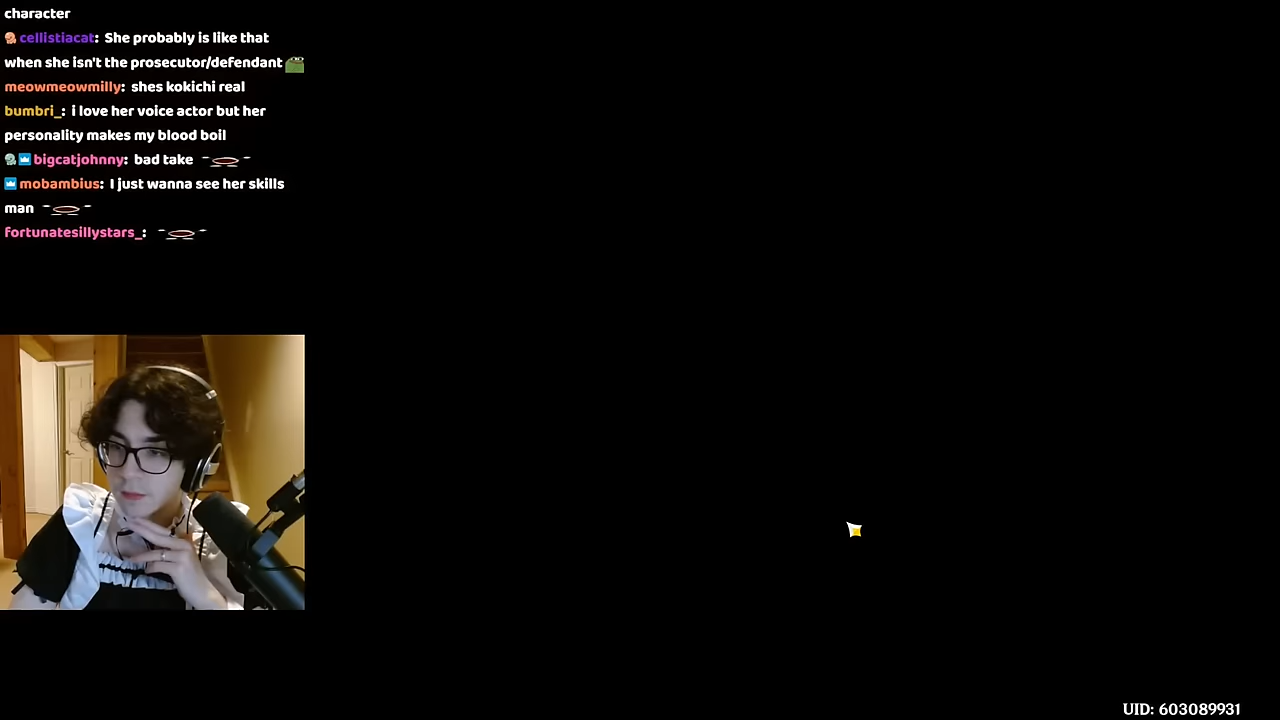 character
cellistiacat: She probably is like that
when she isn't the prosecutor/defendant
meowmeowmilly: shes kokichi real
bumbri_: i love her voice actor but her
personality makes my blood boil
bigcatjohnny: bad take
mobambius: I just wanna see her skills
man
fortunatesillystars_:
UID: 603089931